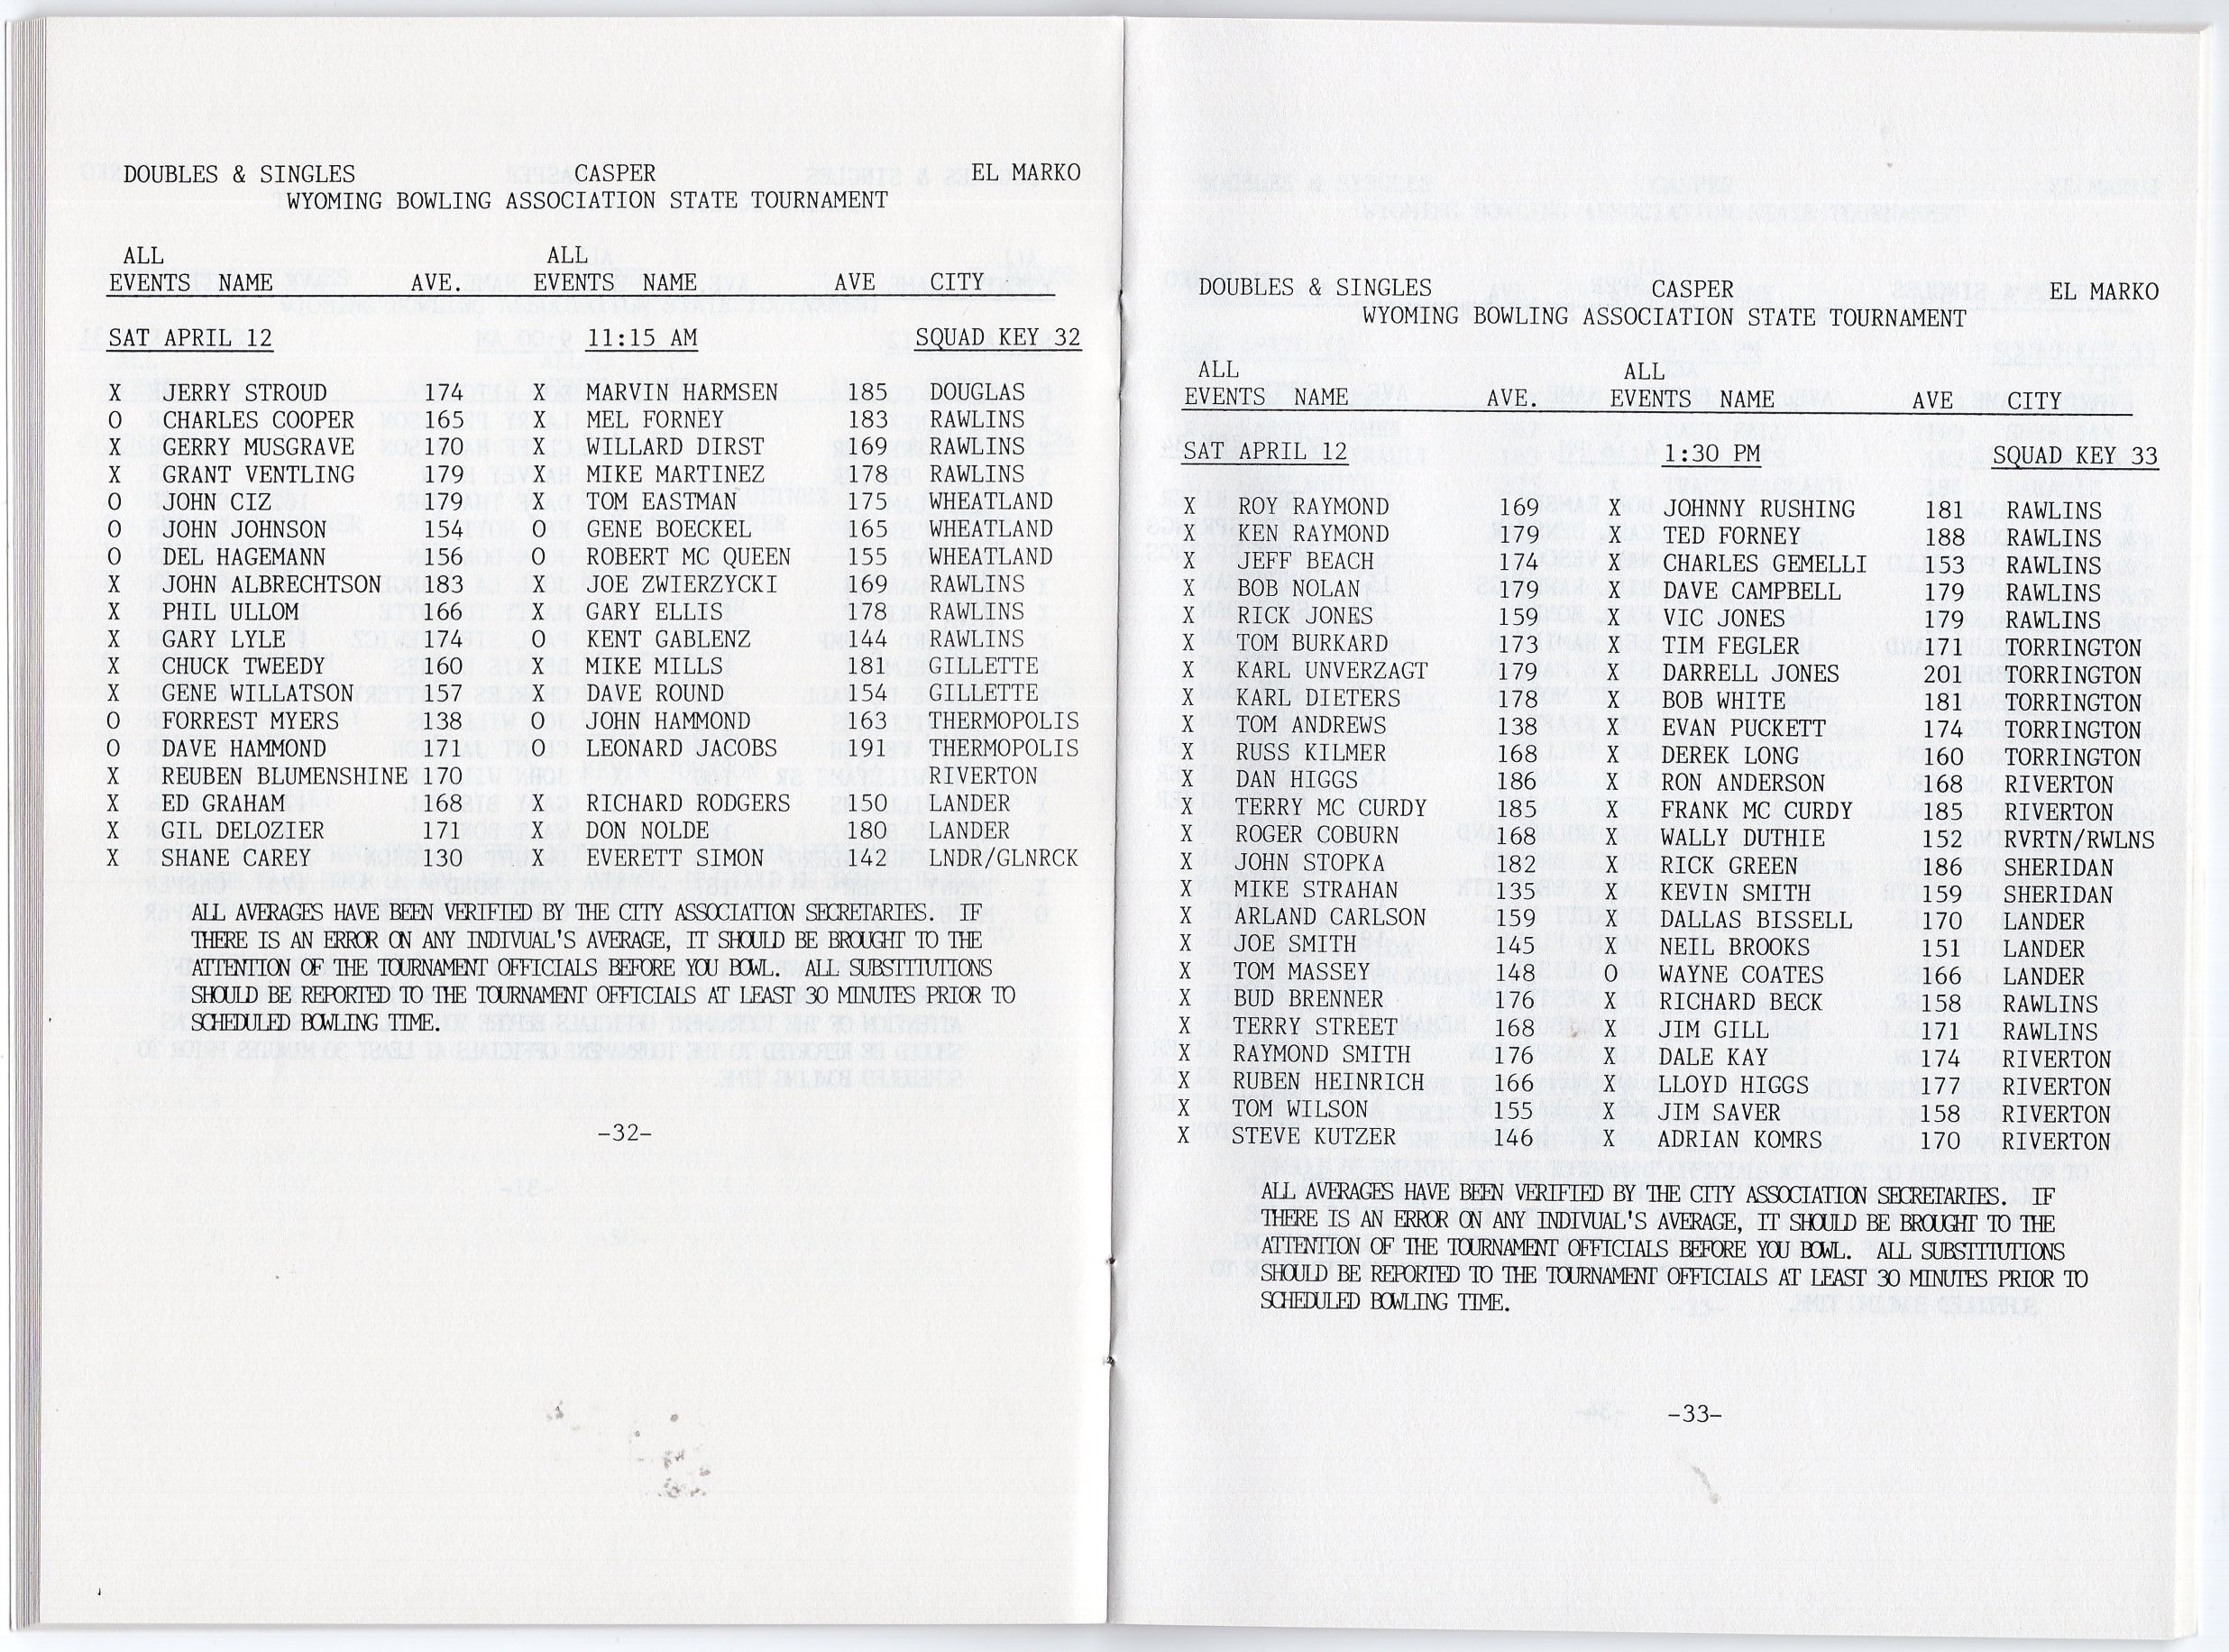 DOUBLES & SINGLES CASPER EL MARKO
WYOMING BOWLING ASSOCIATION STATE TOURNAMENT
ALL ALL
EVENTS NAME AVE. EVENTS NAME AVE CITY
SAT APRIL 12 11:15 AM SQUAD KEY 32
X JERRY STROUD 174 X MARVIN HARMSEN 185 DOUGLAS
O CHARLES COOPER 165 X MEL FORNEY 183 RAWLINS
X GERRY MUSGRAVE 170 X WILLARD DIRST 169 RAWLINS
X GRANT VENTLING 179 X MIKE MARTINEZ 178 RAWLINS
O JOHN CIZ 179 X TOM EASTMAN 175 WHEATLAND
O JOHN JOHNSON 154 O GENE BOECKEL 165 WHEATLAND
O DEL HAGEMANN 156 O ROBERT MC QUEEN 155 WHEATLAND
X JOHN ALBRECHTSON 183 X JOE ZWIERZYCKI 169 RAWLINS
X PHIL ULLOM 166 X GARY ELLIS 178 RAWLINS
X GARY LYLE 174 O KENT GABLENZ 144 RAWLINS
X CHUCK TWEEDY 160 X MIKE MILLS 181 GILLETTE
X GENE WILLATSON 157 X DAVE ROUND 154 GILLETTE
O FORREST MYERS 138 O JOHN HAMMOND 163 THERMOPOLIS
O DAVE HAMMOND 171 O LEONARD JACOBS 191 THERMOPOLIS
X REUBEN BLUMENSHINE 170 RIVERTON
X ED GRAHAM 168 X RICHARD RODGERS 150 LANDER
X GIL DELOZIER 171 X DON NOLDE 180 LANDER
X SHANE CAREY 130 X EVERETT SIMON 142 LNDR/GLNRCK
ALL AVERAGES HAVE BEEN VERIFIED BY THE CITY ASSOCIATION SECRETARIES. IF
THERE IS AN ERROR ON ANY INDIVUAL'S AVERAGE, IT SHOULD BE BROUGHT TO THE
ATTENTION OF THE TOURNAMENT OFFICIALS BEFORE YOU BOWL. ALL SUBSTITUTIONS
SHOULD BE REPORTED TO THE TOURNAMENT OFFICIALS AT LEAST 30 MINUTES PRIOR TO
SCHEDULED BOWLING TIME.
-32-
DOUBLES & SINGLES CASPER EL MARKO
WYOMING BOWLING ASSOCIATION STATE TOURNAMENT
ALL ALL
EVENTS NAME AVE. EVENTS NAME AVE CITY
SAT APRIL 12 1:30 PM SQUAD KEY 33
X ROY RAYMOND 169 X JOHNNY RUSHING 181 RAWLINS
X KEN RAYMOND 179 X TED FORNEY 188 RAWLINS
X JEFF BEACH 174 X CHARLES GEMELLI 153 RAWLINS
X BOB NOLAN 179 X DAVE CAMPBELL 179 RAWLINS
X RICK JONES 159 X VIC JONES 179 RAWLINS
X TOM BURKARD 173 X TIM FEGLER 171 TORRINGTON
X KARL UNVERZAGT 179 X DARRELL JONES 201 TORRINGTON
X KARL DIETERS 178 X BOB WHITE 181 TORRINGTON
X TOM ANDREWS 138 X EVAN PUCKETT 174 TORRINGTON
X RUSS KILMER 168 X DEREK LONG 160 TORRINGTON
X DAN HIGGS 186 X RON ANDERSON 168 RIVERTON
X TERRY MC CURDY 185 X FRANK MC CURDY 185 RIVERTON
X ROGER COBURN 168 X WALLY DUTHIE 152 RVRTN/RWLNS
X JOHN STOPKA 182 X RICK GREEN 186 SHERIDAN
X MIKE STRAHAN 135 X KEVIN SMITH 159 SHERIDAN
X ARLAND CARLSON 159 X DALLAS BISSELL 170 LANDER
X JOE SMITH 145 X NEIL BROOKS 151 LANDER
X TOM MASSEY 148 O WAYNE COATES 166 LANDER
X BUD BRENNER 176 X RICHARD BECK 158 RAWLINS
X TERRY STREET 168 X JIM GILL 171 RAWLINS
X RAYMOND SMITH 176 X DALE KAY 174 RIVERTON
X RUBEN HEINRICH 166 X LLOYD HIGGS 177 RIVERTON
X TOM WILSON 155 X JIM SAVER 158 RIVERTON
X STEVE KUTZER 146 X ADRIAN KOMRS 170 RIVERTON
ALL AVERAGES HAVE BEEN VERIFIED BY THE CITY ASSOCIATION SECRETARIES. IF
THERE IS AN ERROR ON ANY INDIVUAL'S AVERAGE, IT SHOULD BE BROUGHT TO THE
ATTENTION OF THE TOURNAMENT OFFICIALS BEFORE YOU BOWL. ALL SUBSTITUTIONS
SHOULD BE REPORTED TO THE TOURNAMENT OFFICIALS AT LEAST 30 MINUTES PRIOR TO
SCHEDULED BOWLING TIME.
-33-